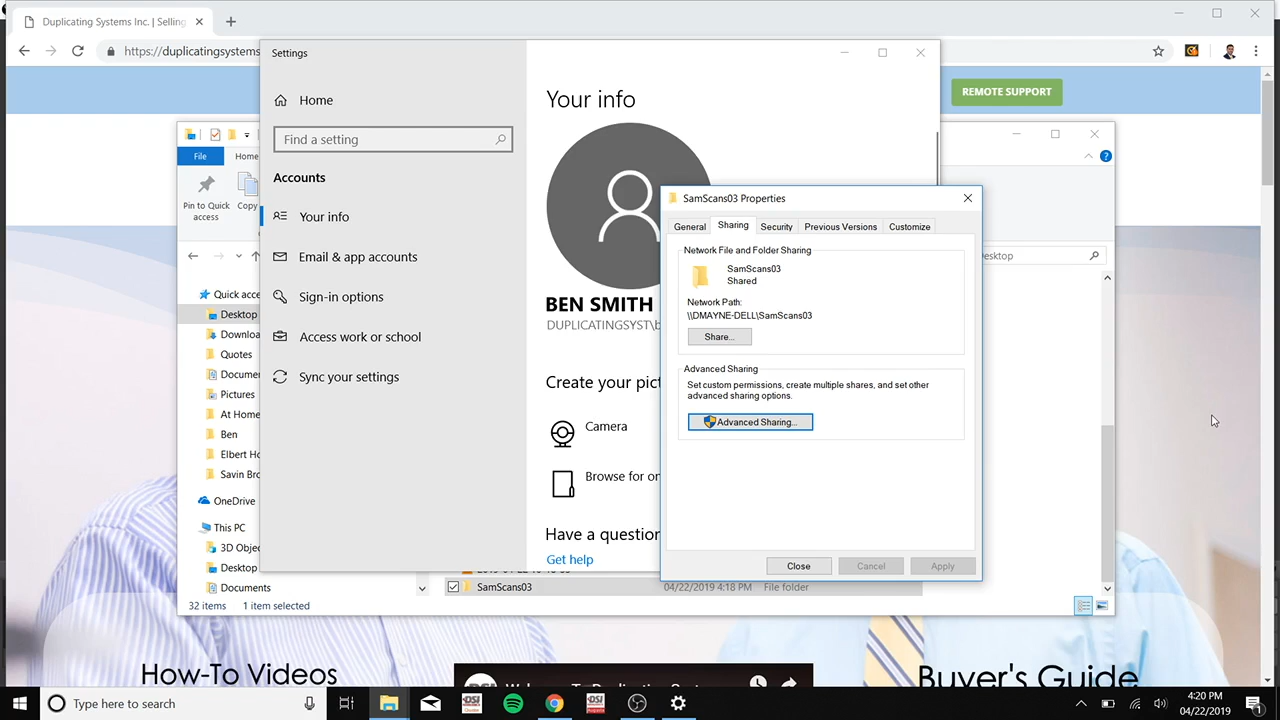 Duplicating Systems Inc. | Selling
https://duplicatingsystems
REMOTE SUPPORT
Settings
Home
Find a setting
Accounts
Your info
Email & app accounts
Sign-in options
Access work or school
Sync your settings
Your info
BEN SMITH
DUPLICATINGSYST\b
Create your pict
Camera
Browse for on
Have a question
Get help
File
Home
Pin to Quick
access
Copy
Desktop
Quick acce
Desktop
Downloa
Quotes
Documen
Pictures
At Home
Ben
Elbert Ho
Savin Bro
OneDrive
This PC
3D Objec
Desktop
Documents
SamScans03
04/22/2019 4:18 PM
File folder
32 items
1 item selected
SamScans03 Properties
General
Sharing
Security
Previous Versions
Customize
Network File and Folder Sharing
SamScans03
Shared
Network Path:
\\DMAYNE-DELL\SamScans03
Share...
Advanced Sharing
Set custom permissions, create multiple shares, and set other
advanced sharing options.
Advanced Sharing...
Close
Cancel
Apply
How-To Videos
Buyer's Guide
Type here to search
4:20 PM
04/22/2019